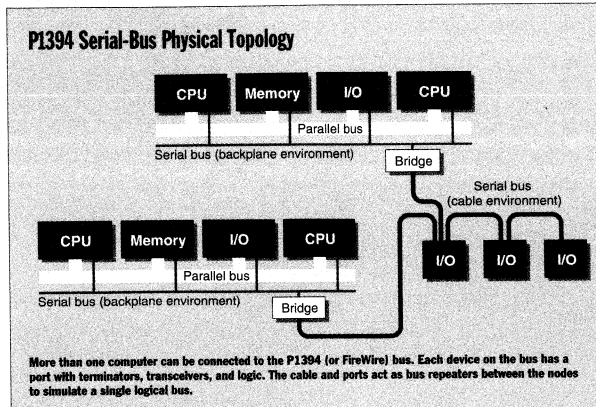 P1394 Serial-Bus Physical Topology
CPU Memory I/O CPU
Parallel bus
Serial bus (backplane environment)
Bridge
Serial bus
(cable environment)
I/O I/O I/O
CPU Memory I/O CPU
Parallel bus
Serial bus (backplane environment)
Bridge
More than one computer can be connected to the P1394 (or FireWire) bus. Each device on the bus has a
port with terminators, transceivers, and logic. The cable and ports act as bus repeaters between the nodes
to simulate a single logical bus.